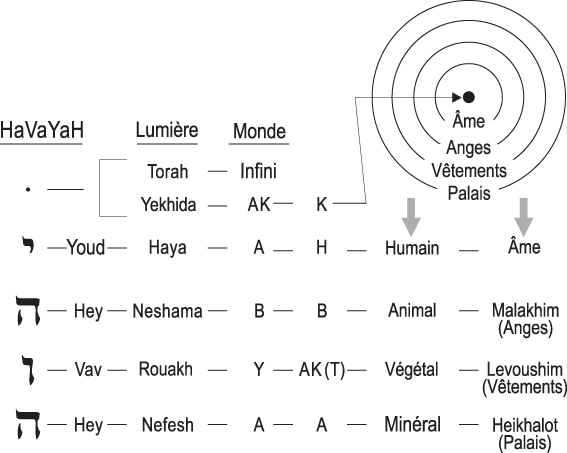 Âme
Anges
Vêtements
Palais
HaVaYaH Lumière Monde
Torah — Infini
Yekhida — AK — K
י — Youd — Haya — A — H — Humain — Âme
ה — Hey — Neshama — B — B — Animal — Malakhim
(Anges)
ו — Vav — Rouakh — Y — AK (T) — Végétal — Levoushim
(Vêtements)
ה — Hey — Nefesh — A — A — Minéral — Heikhalot
(Palais)